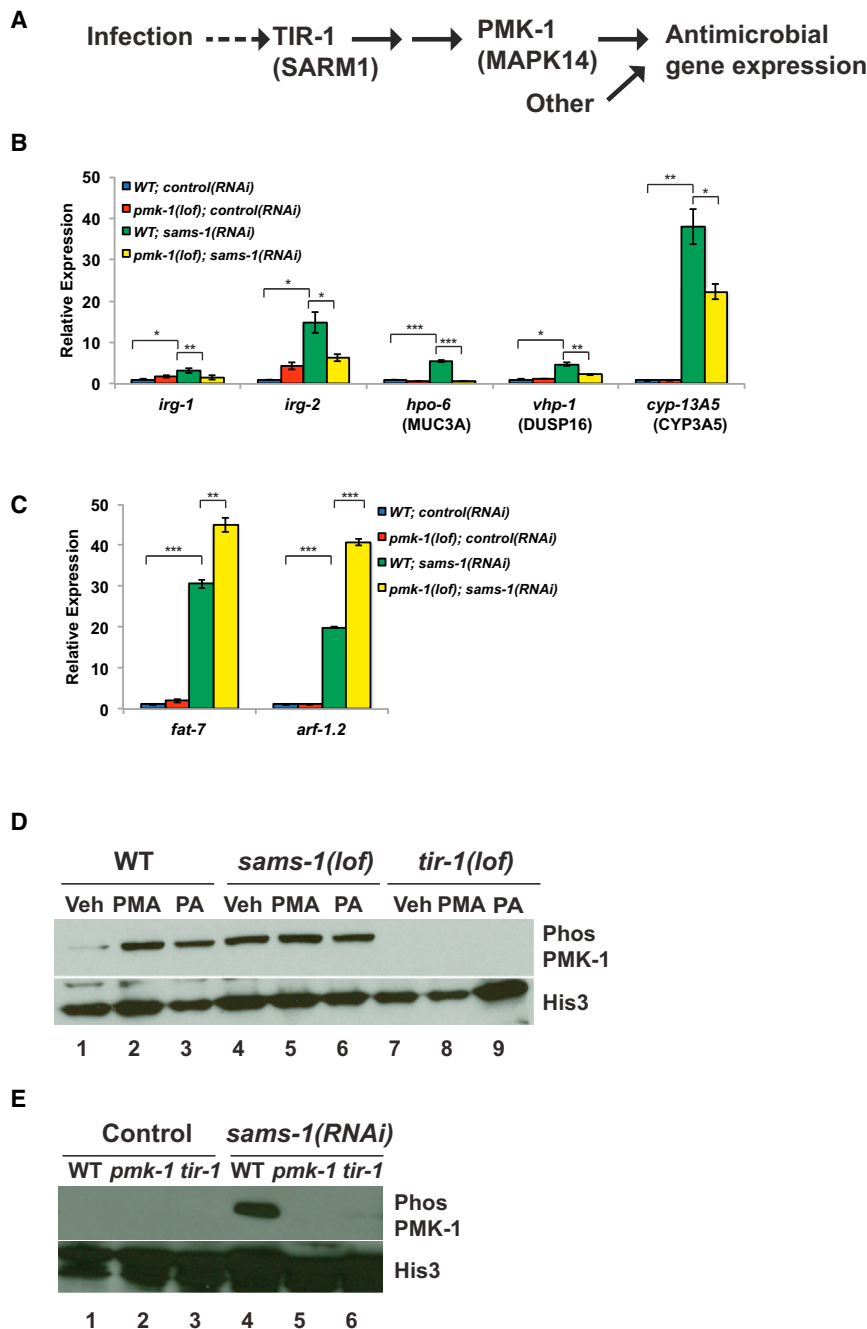 A
Infection TIR-1 PMK-1 Antimicrobial
(SARM1) (MAPK14) gene expression
Other
B
Relative Expression
50
40
30
20
10
0
WT; control(RNAi)
pmk-1(lof); control(RNAi)
WT; sams-1(RNAi)
pmk-1(lof); sams-1(RNAi)
* ** * * *** *** * ** ** *
irg-1 irg-2 hpo-6 vhp-1 cyp-13A5
(MUC3A) (DUSP16) (CYP3A5)
C
Relative Expression
50
40
30
20
10
0
*** ** *** ***
WT; control(RNAi)
pmk-1(lof); control(RNAi)
WT; sams-1(RNAi)
pmk-1(lof); sams-1(RNAi)
fat-7 arf-1.2
D
WT sams-1(lof) tir-1(lof)
Veh PMA PA Veh PMA PA Veh PMA PA
Phos
PMK-1
His3
1 2 3 4 5 6 7 8 9
E
Control sams-1(RNAi)
WT pmk-1 tir-1 WT pmk-1 tir-1
Phos
PMK-1
His3
1 2 3 4 5 6